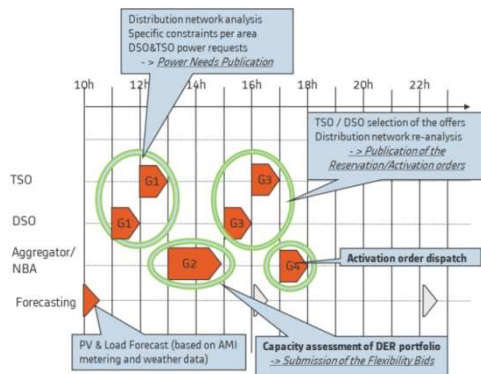 Distribution network analysis
Specific constraints per area
DSO&TSO power requests
-> Power Needs Publication
10h 12h 14h 16h 18h 20h 22h
TSO / DSO selection of the offers
Distribution network re-analysis
-> Publication of the
Reservation/Activation orders
TSO
G1
G3
DSO
G1
G3
Aggregator/
NBA
G2
G4
Activation order dispatch
Forecasting
PV & Load Forecast (based on AMI
metering and weather data)
Capacity assessment of DER portfolio
-> Submission of the Flexibility Bids